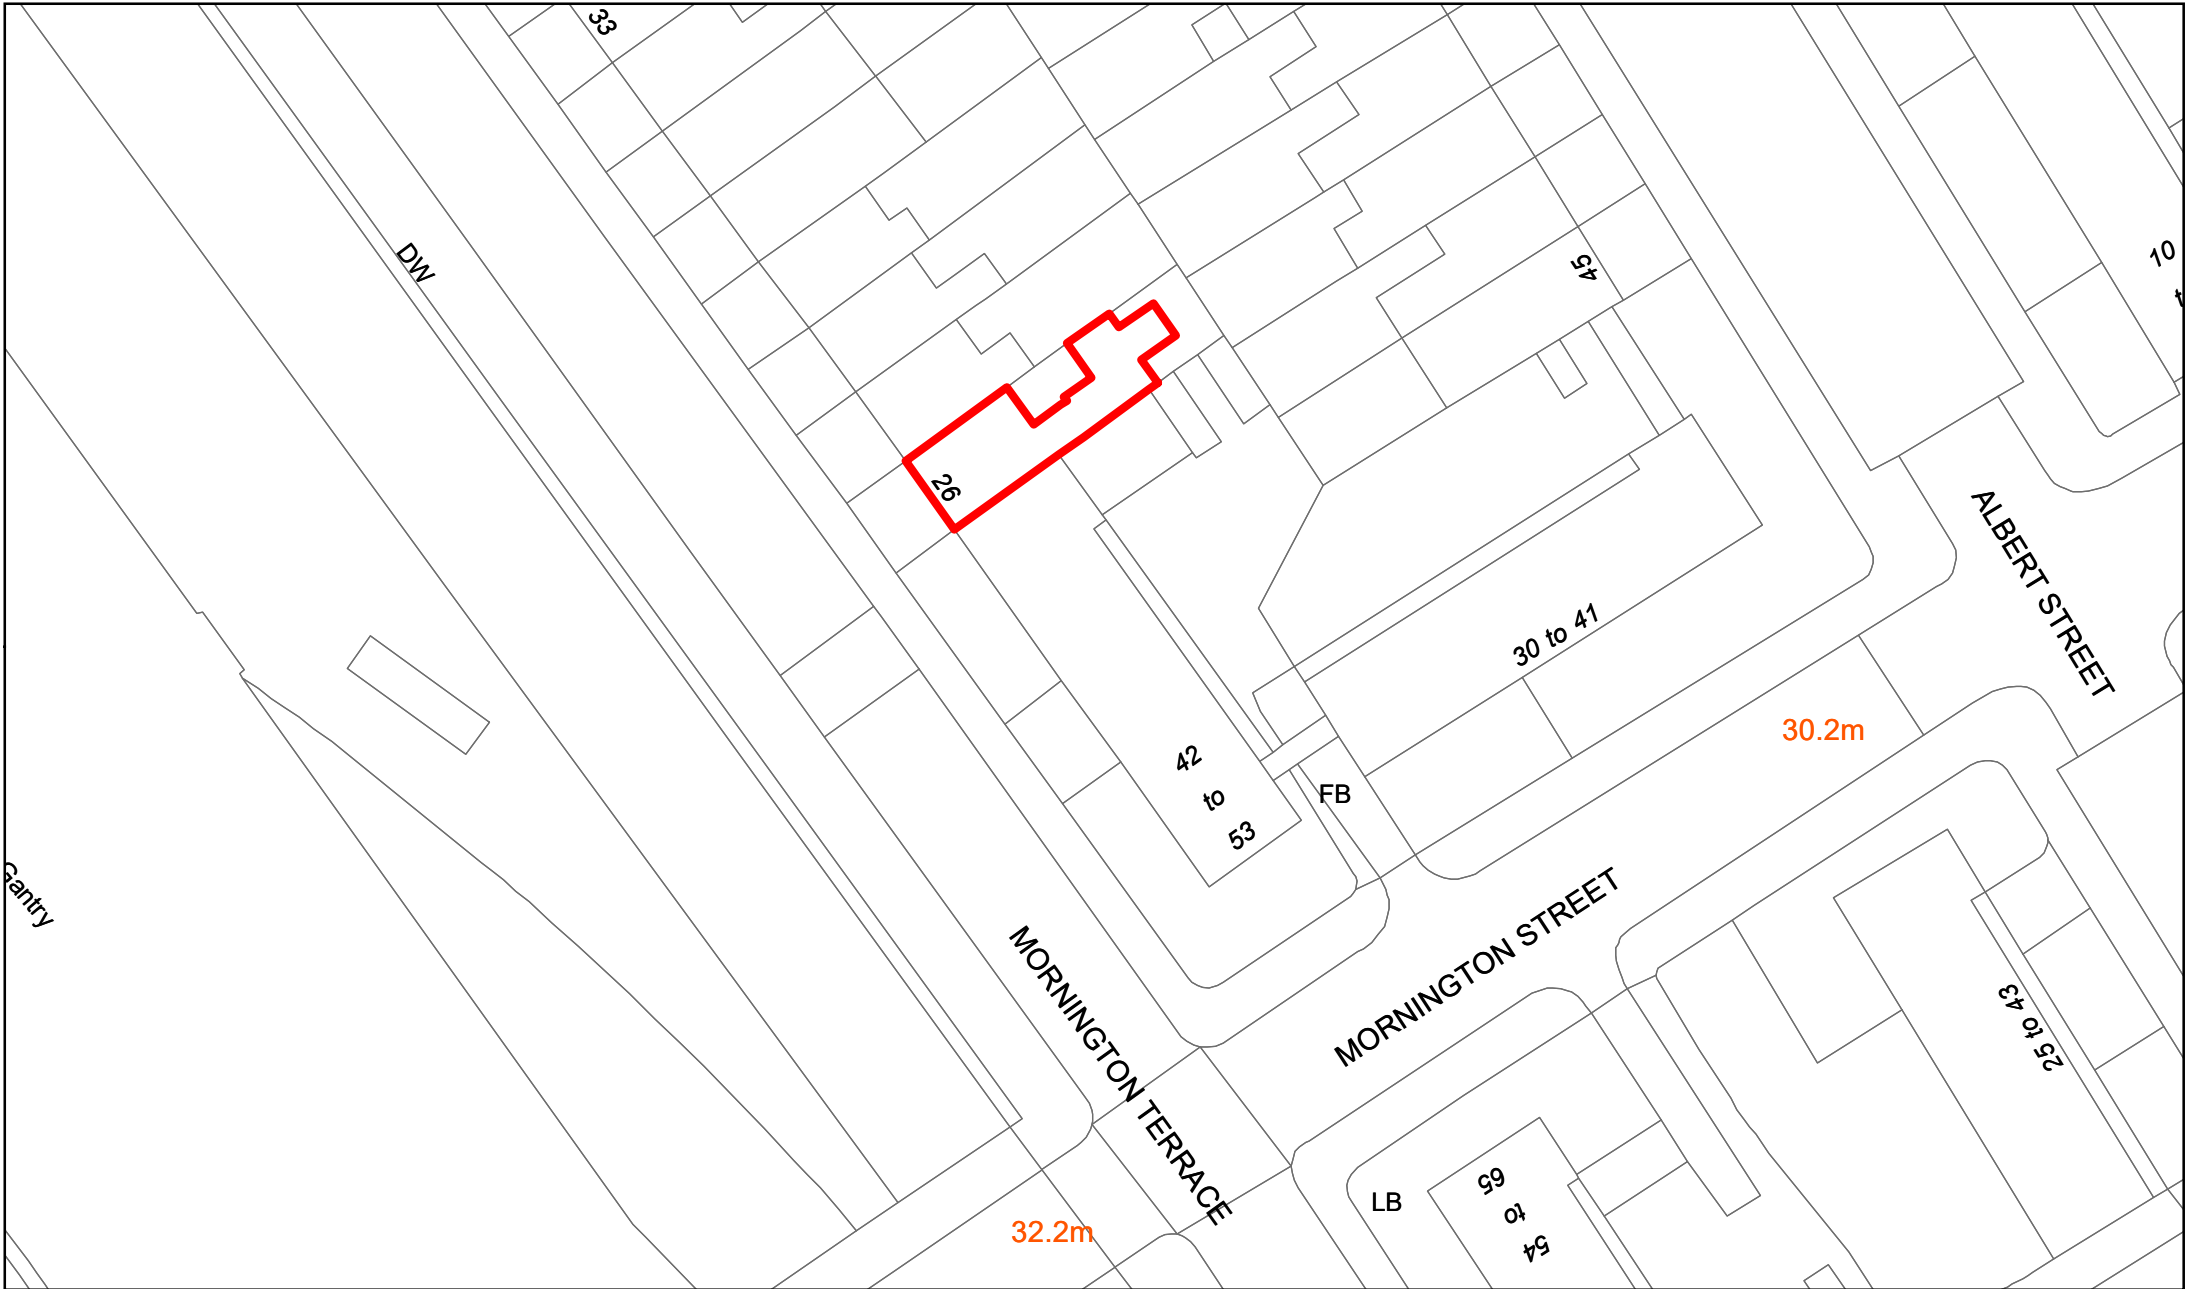 33
DW
10
45
26
ALBERT STREET
30 to 41
30.2m
42
to
53
FB
Gantry
MORNINGTON STREET
MORNINGTON TERRACE
25 to 43
65
to
54
LB
32.2m